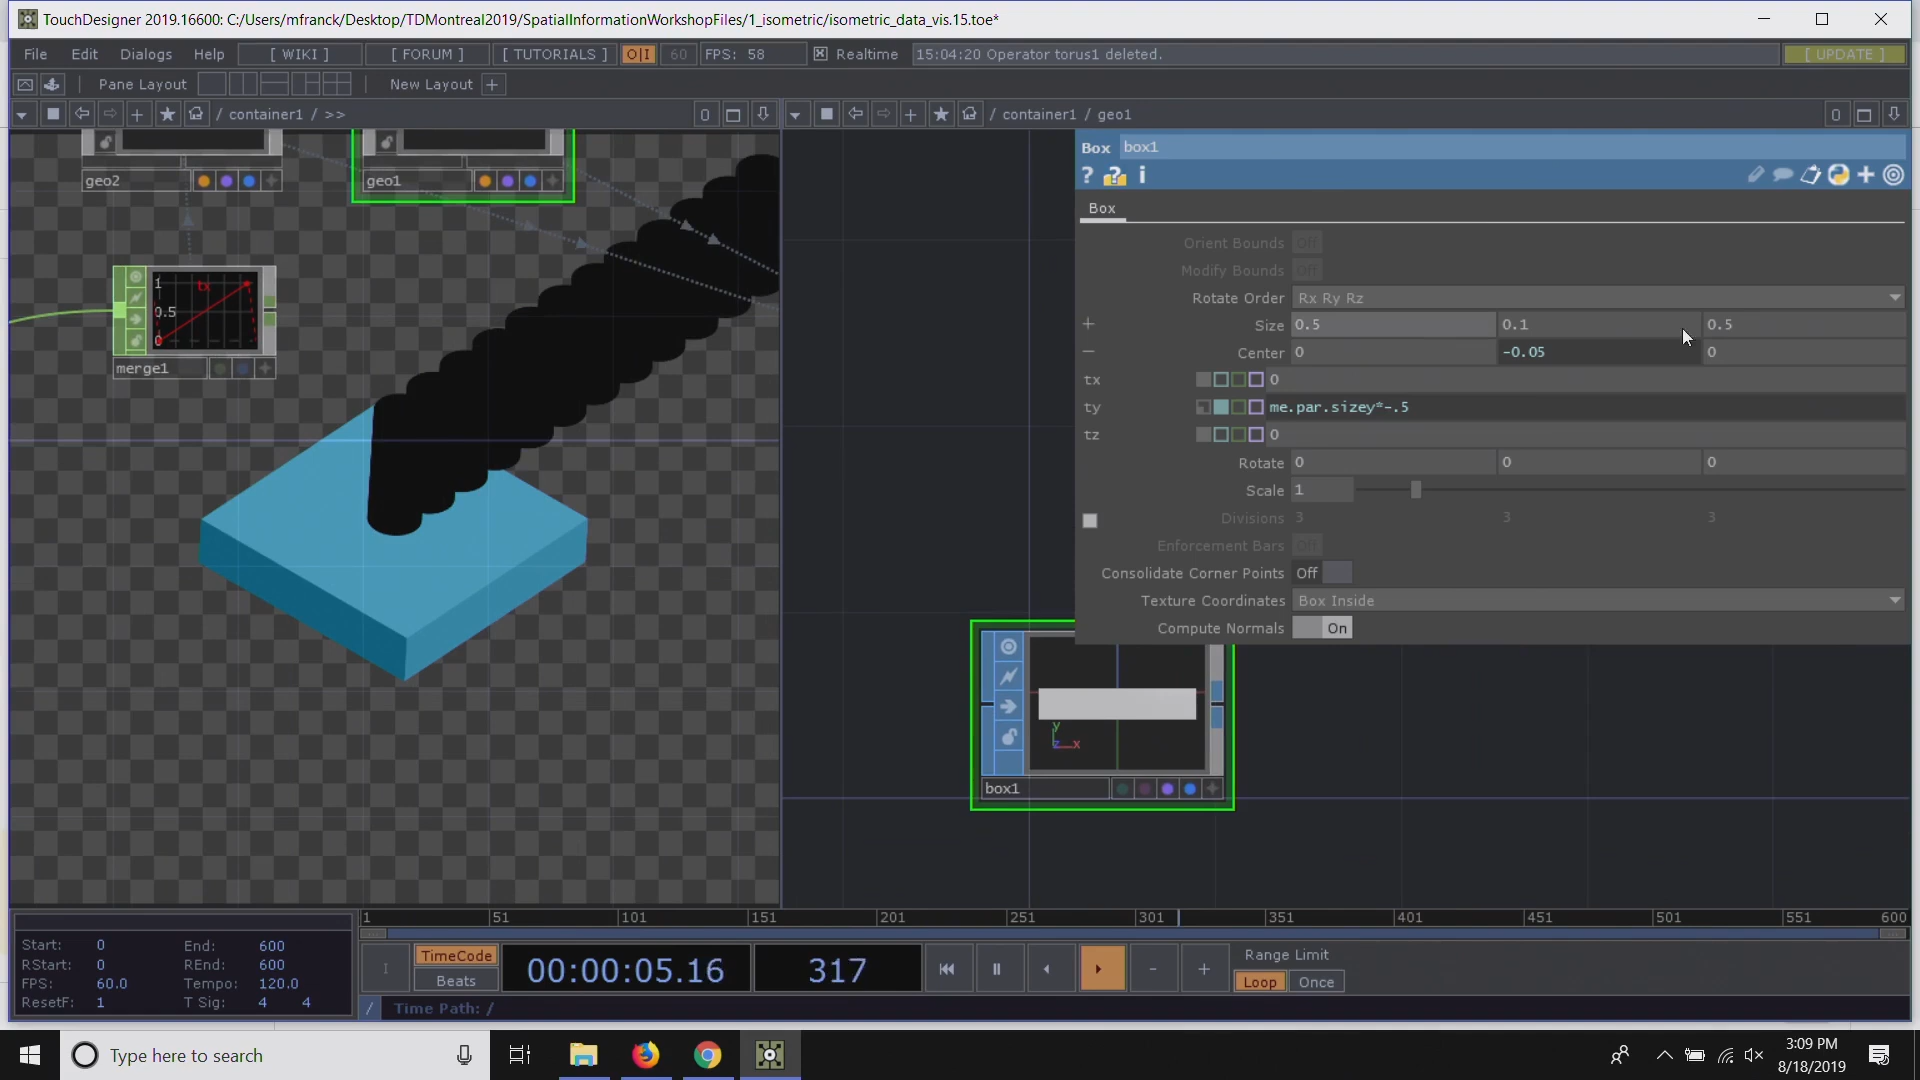 TouchDesigner 2019.16600: C:/Users/mfranck/Desktop/TDMontreal2019/SpatialInformationWorkshopFiles/1_isometric/isometric_data_vis.15.toe*
File Edit Dialogs Help [ WIKI ] [ FORUM ] [ TUTORIALS ] O|I 60 FPS: 58 Realtime 15:04:20 Operator torus1 deleted. [ UPDATE ]
Pane Layout New Layout +
/ container1 / >> 0
/ container1 / geo1 0
Box box1
? ? i
Box
Orient Bounds Off
Modify Bounds Off
Rotate Order Rx Ry Rz
Size 0.5 0.1 0.5
Center 0 -0.05 0
tx 0
ty me.par.sizey*-.5
tz 0
Rotate 0 0 0
Scale 1
Divisions 3 3 3
Enforcement Bars Off
Consolidate Corner Points Off
Texture Coordinates Box Inside
Compute Normals On
geo2
geo1
1
tx
0.5
0
merge1
y
z x
box1
1 51 101 151 201 251 301 351 401 451 501 551 600
Start: 0 End: 600
RStart: 0 REnd: 600
FPS: 60.0 Tempo: 120.0
ResetF: 1 T Sig: 4 4
I TimeCode Beats 00:00:05.16 317 - + Range Limit
Loop Once
/ Time Path: /
Type here to search
3:09 PM
8/18/2019